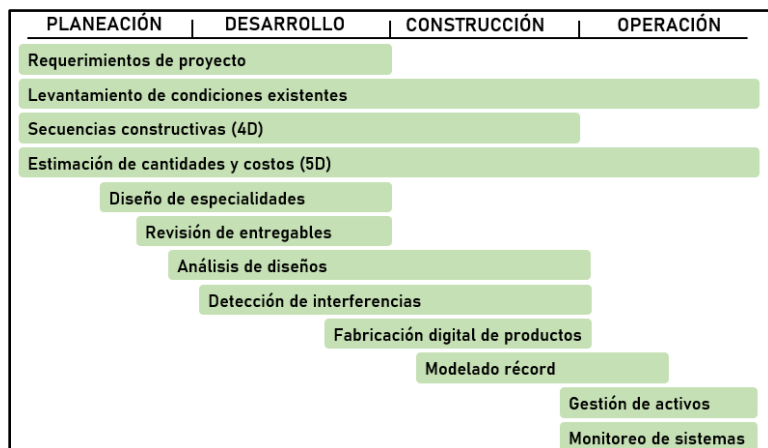 PLANEACIÓN DESARROLLO CONSTRUCCIÓN OPERACIÓN
Requerimientos de proyecto
Levantamiento de condiciones existentes
Secuencias constructivas (4D)
Estimación de cantidades y costos (5D)
Diseño de especialidades
Revisión de entregables
Análisis de diseños
Detección de interferencias
Fabricación digital de productos
Modelado récord
Gestión de activos
Monitoreo de sistemas